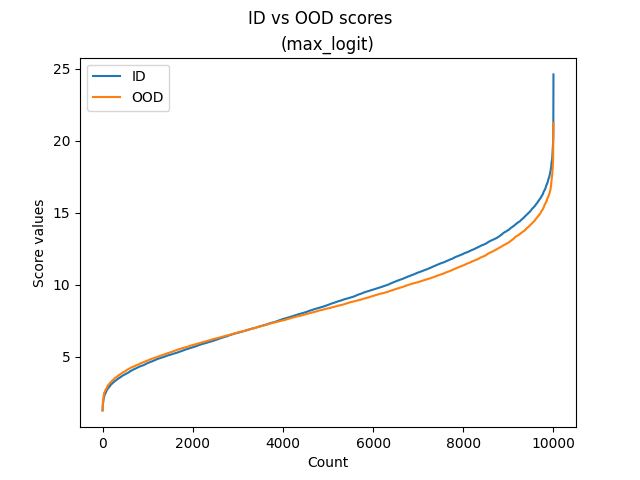 ID vs OOD scores
(max_logit)
ID
OOD
25
20
15
10
5
Score values
0
2000
4000
6000
8000
10000
Count